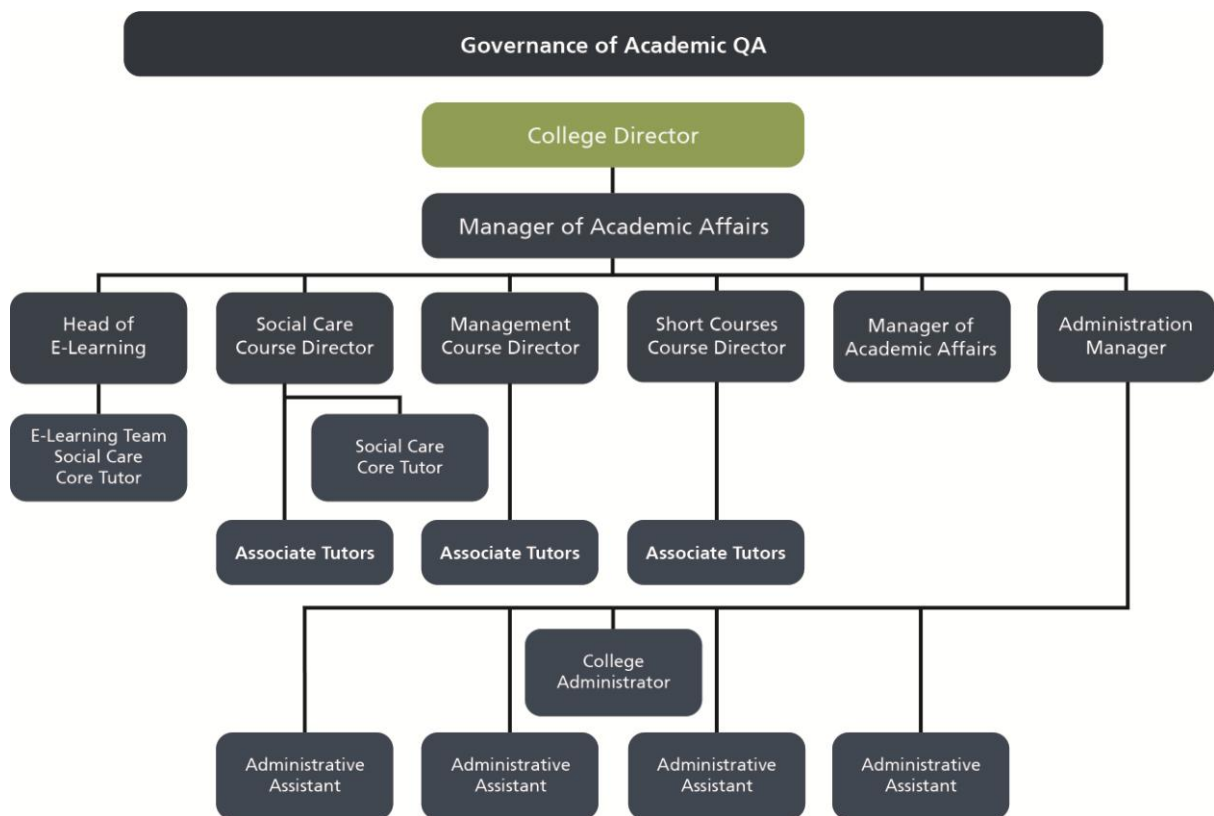 Governance of Academic QA
College Director
Manager of Academic Affairs
Head of
E-Learning
Social Care
Course Director
Management
Course Director
Short Courses
Course Director
Manager of
Academic Affairs
Administration
Manager
E-Learning Team
Social Care
Core Tutor
Social Care
Core Tutor
Associate Tutors
Associate Tutors
Associate Tutors
College
Administrator
Administrative
Assistant
Administrative
Assistant
Administrative
Assistant
Administrative
Assistant